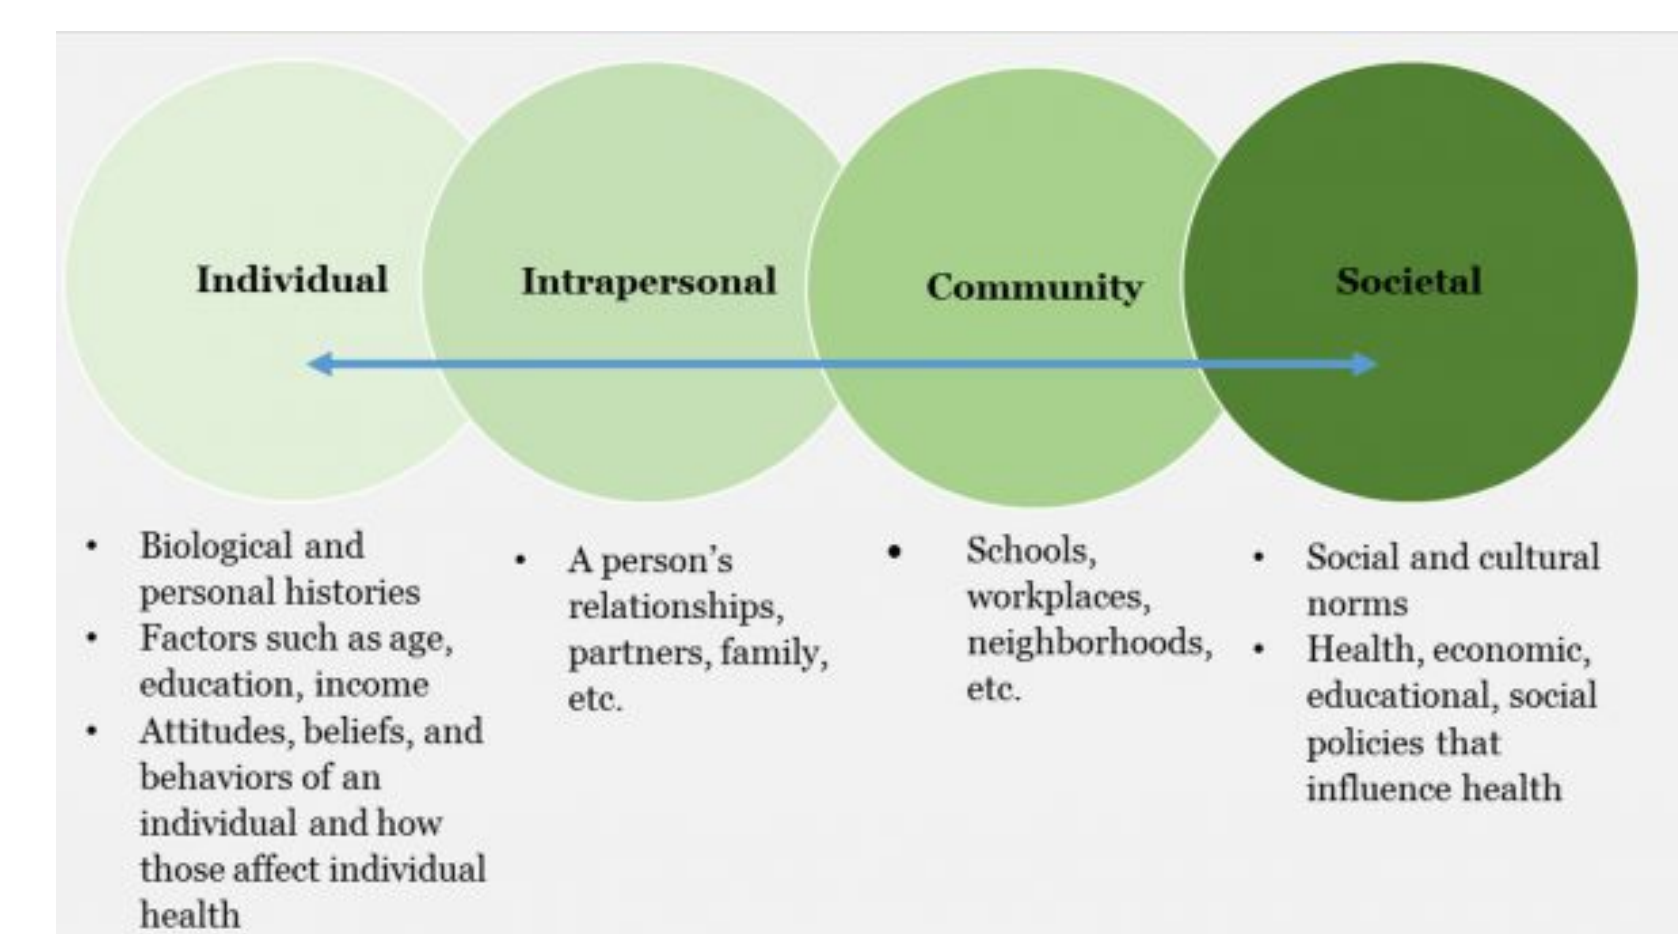 Individual
Intrapersonal
Community
Societal
• Biological and
personal histories
• Factors such as age,
education, income
• Attitudes, beliefs, and
behaviors of an
individual and how
those affect individual
health
• A person’s
relationships,
partners, family,
etc.
• Schools,
workplaces,
neighborhoods,
etc.
• Social and cultural
norms
• Health, economic,
educational, social
policies that
influence health